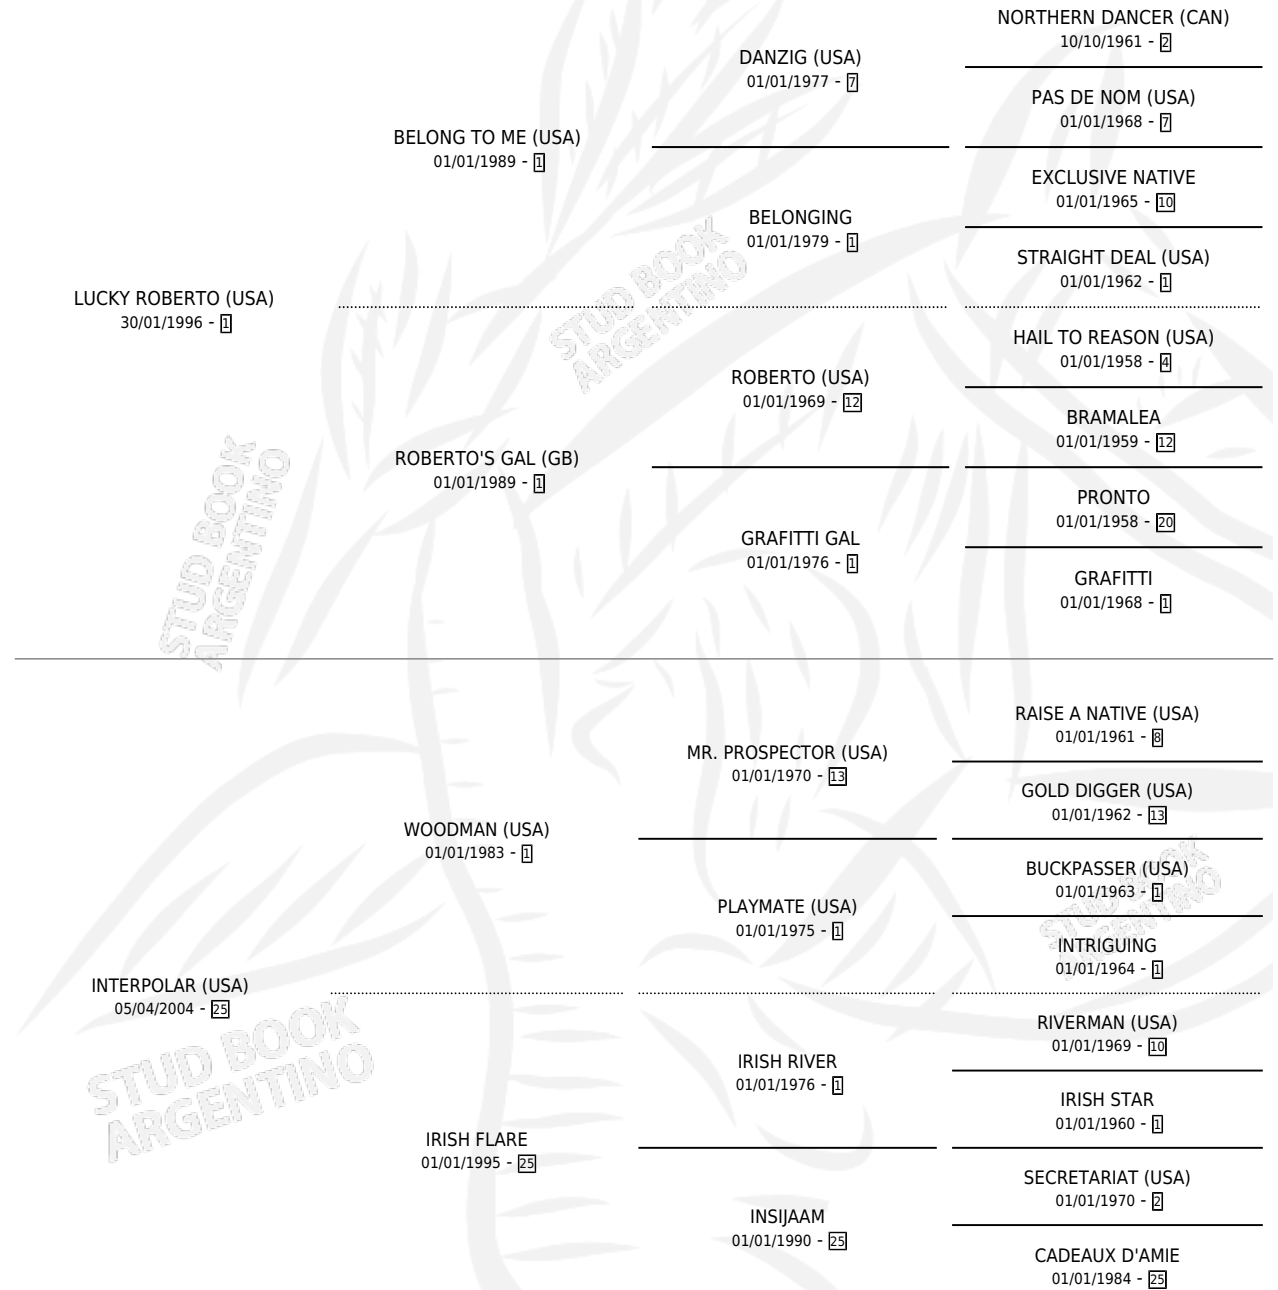 NORTHERN DANCER (CAN)
10/10/1961 - 2
DANZIG (USA)
01/01/1977 - 7
PAS DE NOM (USA)
01/01/1968 - 7
BELONG TO ME (USA)
01/01/1989 - 1
EXCLUSIVE NATIVE
01/01/1965 - 10
BELONGING
01/01/1979 - 1
STRAIGHT DEAL (USA)
01/01/1962 - 1
LUCKY ROBERTO (USA)
30/01/1996 - 1
HAIL TO REASON (USA)
01/01/1958 - 4
ROBERTO (USA)
01/01/1969 - 12
BRAMALEA
01/01/1959 - 12
ROBERTO'S GAL (GB)
01/01/1989 - 1
PRONTO
01/01/1958 - 20
GRAFITTI GAL
01/01/1976 - 1
GRAFITTI
01/01/1968 - 1
STUD BOOK
ARGENTINO
STUD BOOK
ARGENTINO
RAISE A NATIVE (USA)
01/01/1961 - 8
MR. PROSPECTOR (USA)
01/01/1970 - 13
GOLD DIGGER (USA)
01/01/1962 - 13
WOODMAN (USA)
01/01/1983 - 1
BUCKPASSER (USA)
01/01/1963 - 1
PLAYMATE (USA)
01/01/1975 - 1
INTRIGUING
01/01/1964 - 1
INTERPOLAR (USA)
05/04/2004 - 25
RIVERMAN (USA)
01/01/1969 - 10
IRISH RIVER
01/01/1976 - 1
IRISH STAR
01/01/1960 - 1
IRISH FLARE
01/01/1995 - 25
SECRETARIAT (USA)
01/01/1970 - 2
INSIJAAM
01/01/1990 - 25
CADEAUX D'AMIE
01/01/1984 - 25
STUD BOOK
ARGENTINO
STUD BOOK
ARGENTINO